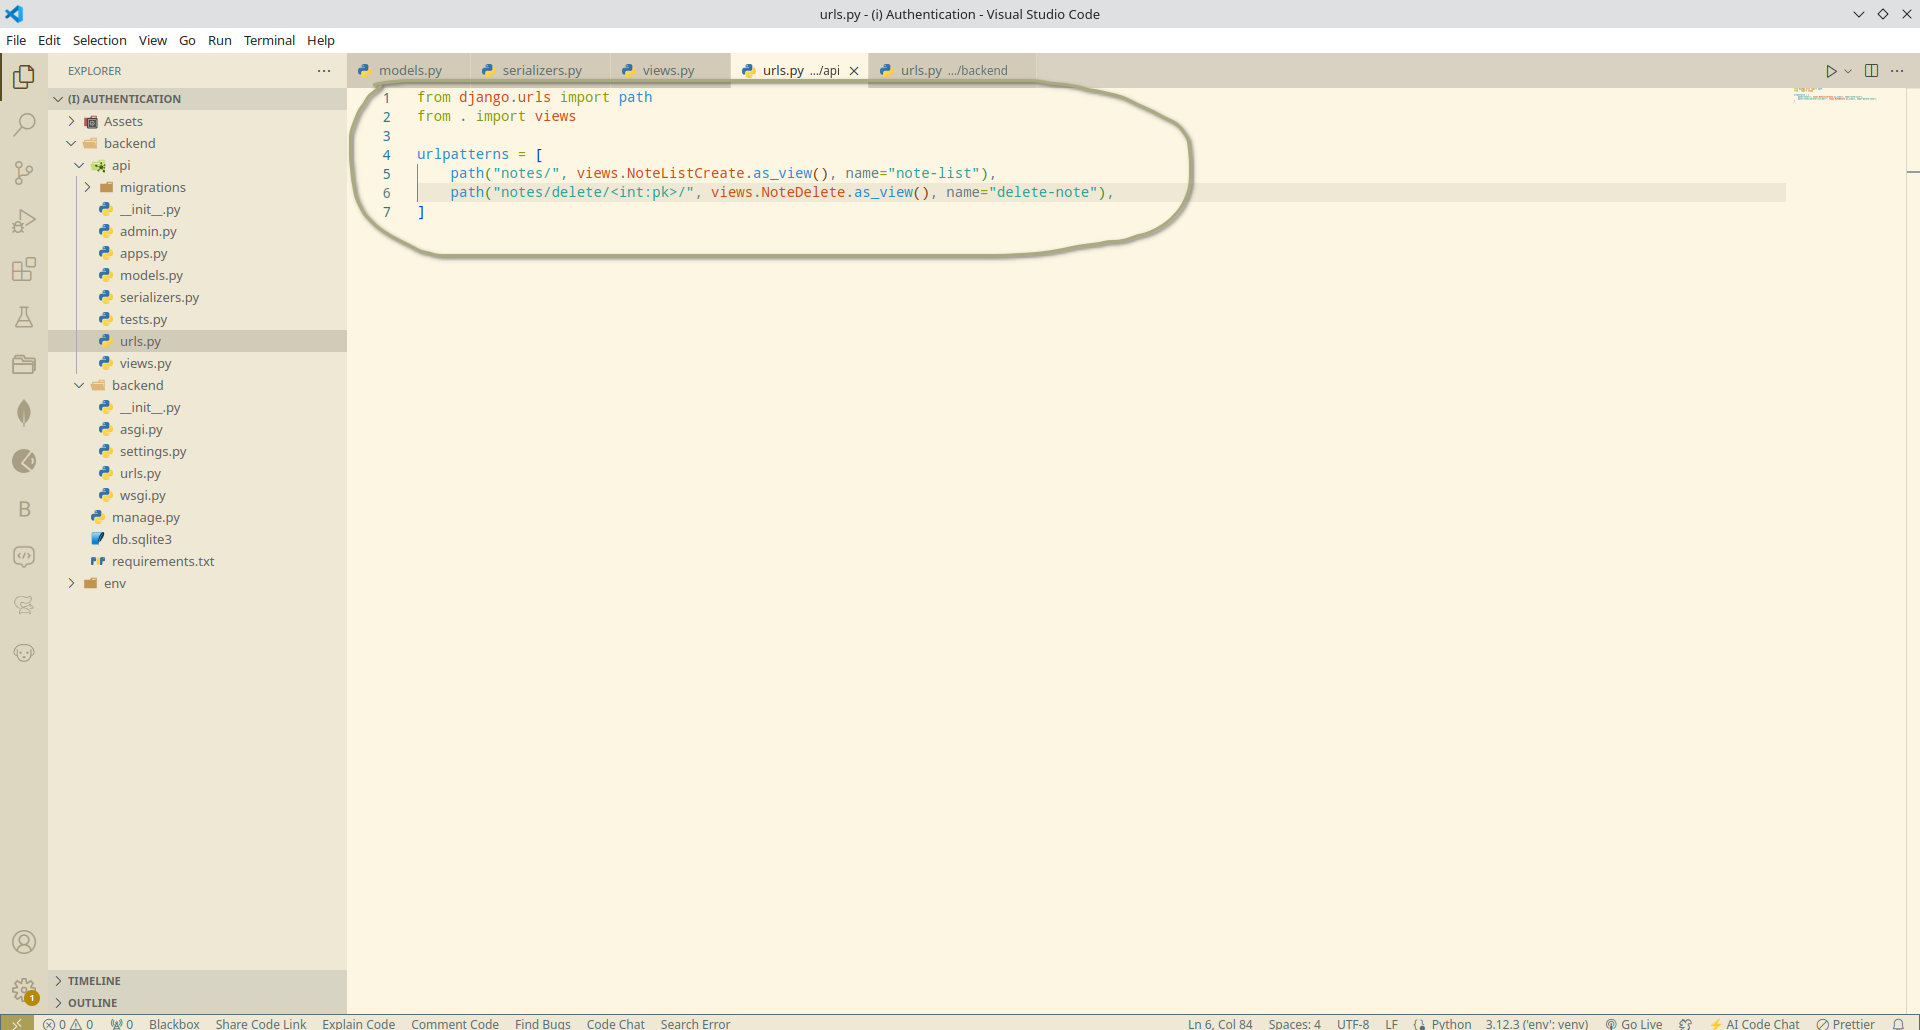 urls.py - (i) Authentication - Visual Studio Code
File Edit Selection View Go Run Terminal Help
EXPLORER
(I) AUTHENTICATION
Assets
backend
api
migrations
__init__.py
admin.py
apps.py
models.py
serializers.py
tests.py
urls.py
views.py
backend
__init__.py
asgi.py
settings.py
urls.py
wsgi.py
manage.py
db.sqlite3
requirements.txt
env
TIMELINE
OUTLINE
models.py serializers.py views.py urls.py .../api urls.py .../backend
1 from django.urls import path
2 from . import views
3
4 urlpatterns = [
5 path("notes/", views.NoteListCreate.as_view(), name="note-list"),
6 path("notes/delete/<int:pk>/", views.NoteDelete.as_view(), name="delete-note"),
7 ]
B
1
0 0 0 Blackbox Share Code Link Explain Code Comment Code Find Bugs Code Chat Search Error Ln 6, Col 84 Spaces: 4 UTF-8 LF Python 3.12.3 ('env': venv) Go Live AI Code Chat Prettier